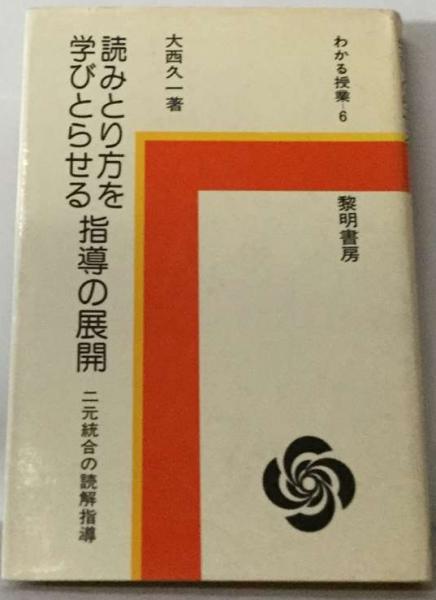 わかる授業―6
黎明書房
大西久一著
読みとり方を
学びとらせる
指導の展開
二元統合の読解指導